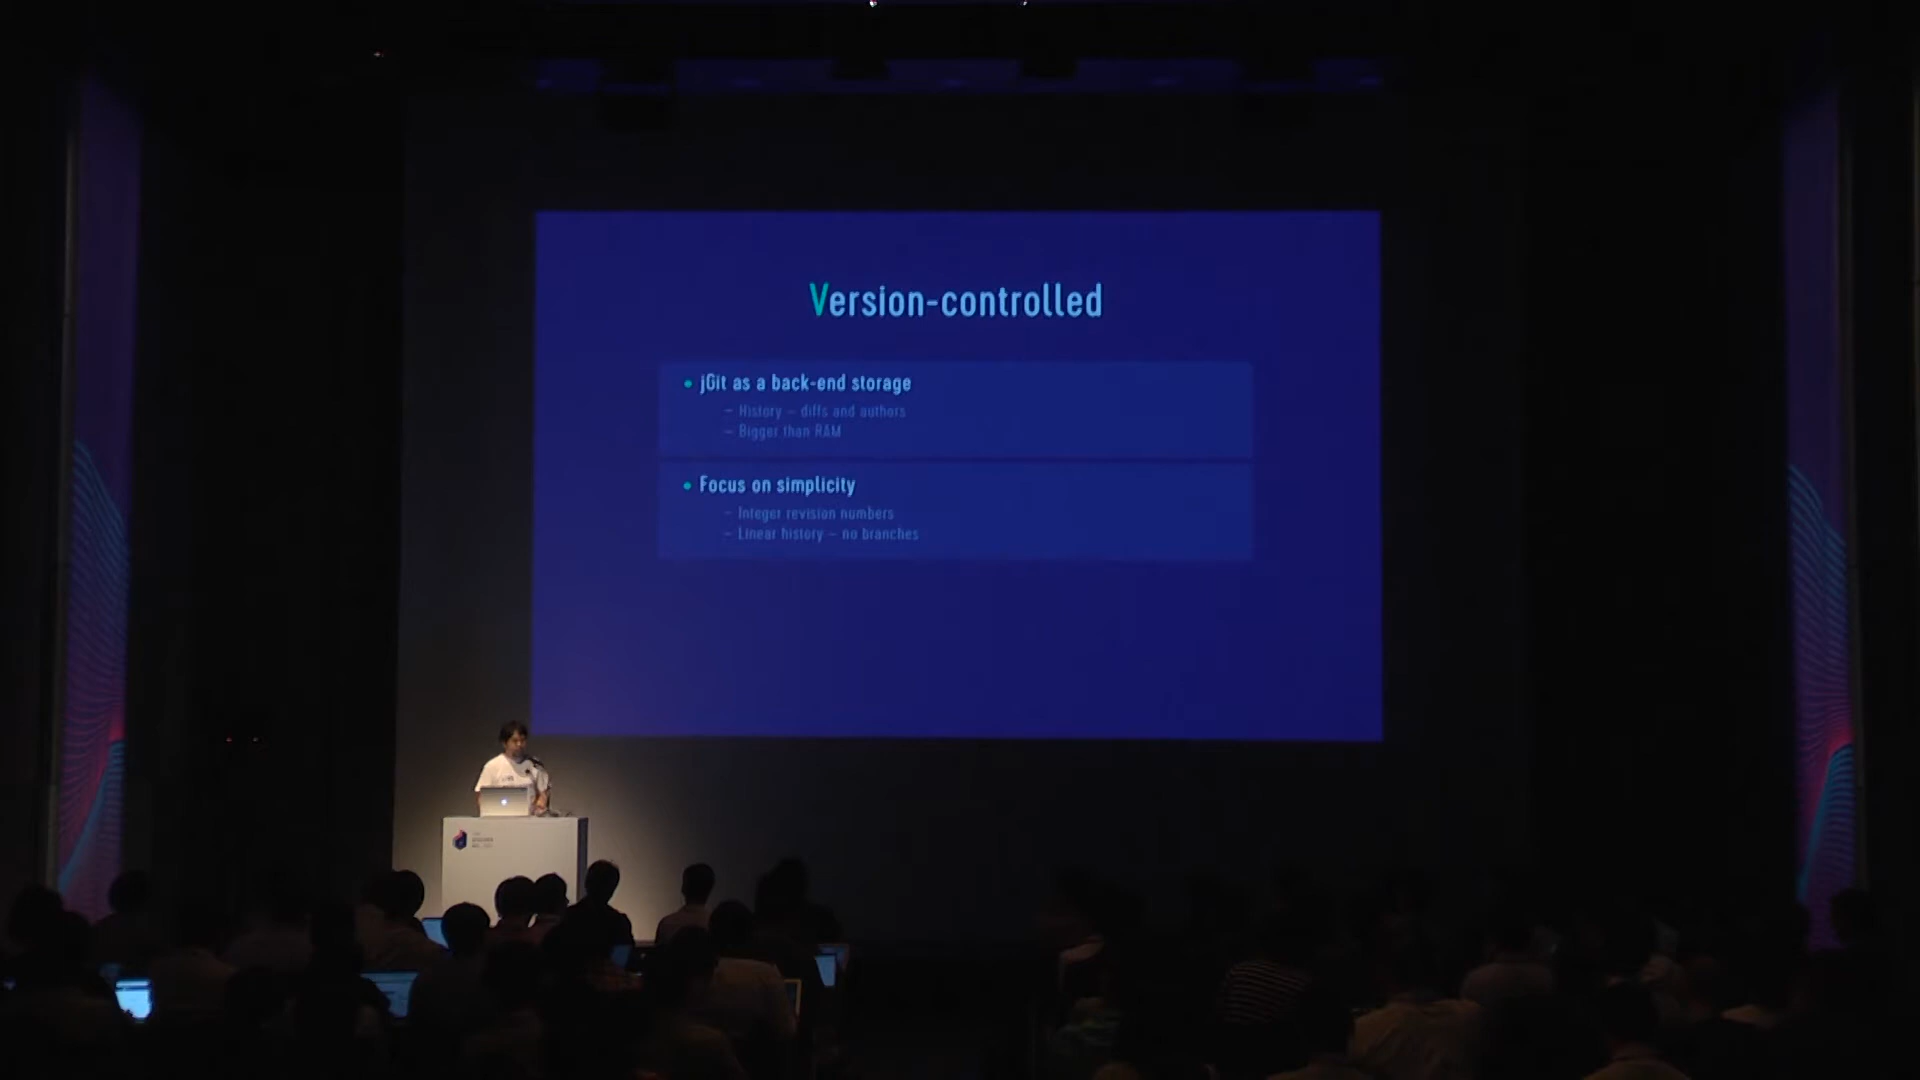 Version-controlled
• jGit as a back-end storage
– History – diffs and authors
– Bigger than RAM
• Focus on simplicity
– Integer revision numbers
– Linear history – no branches